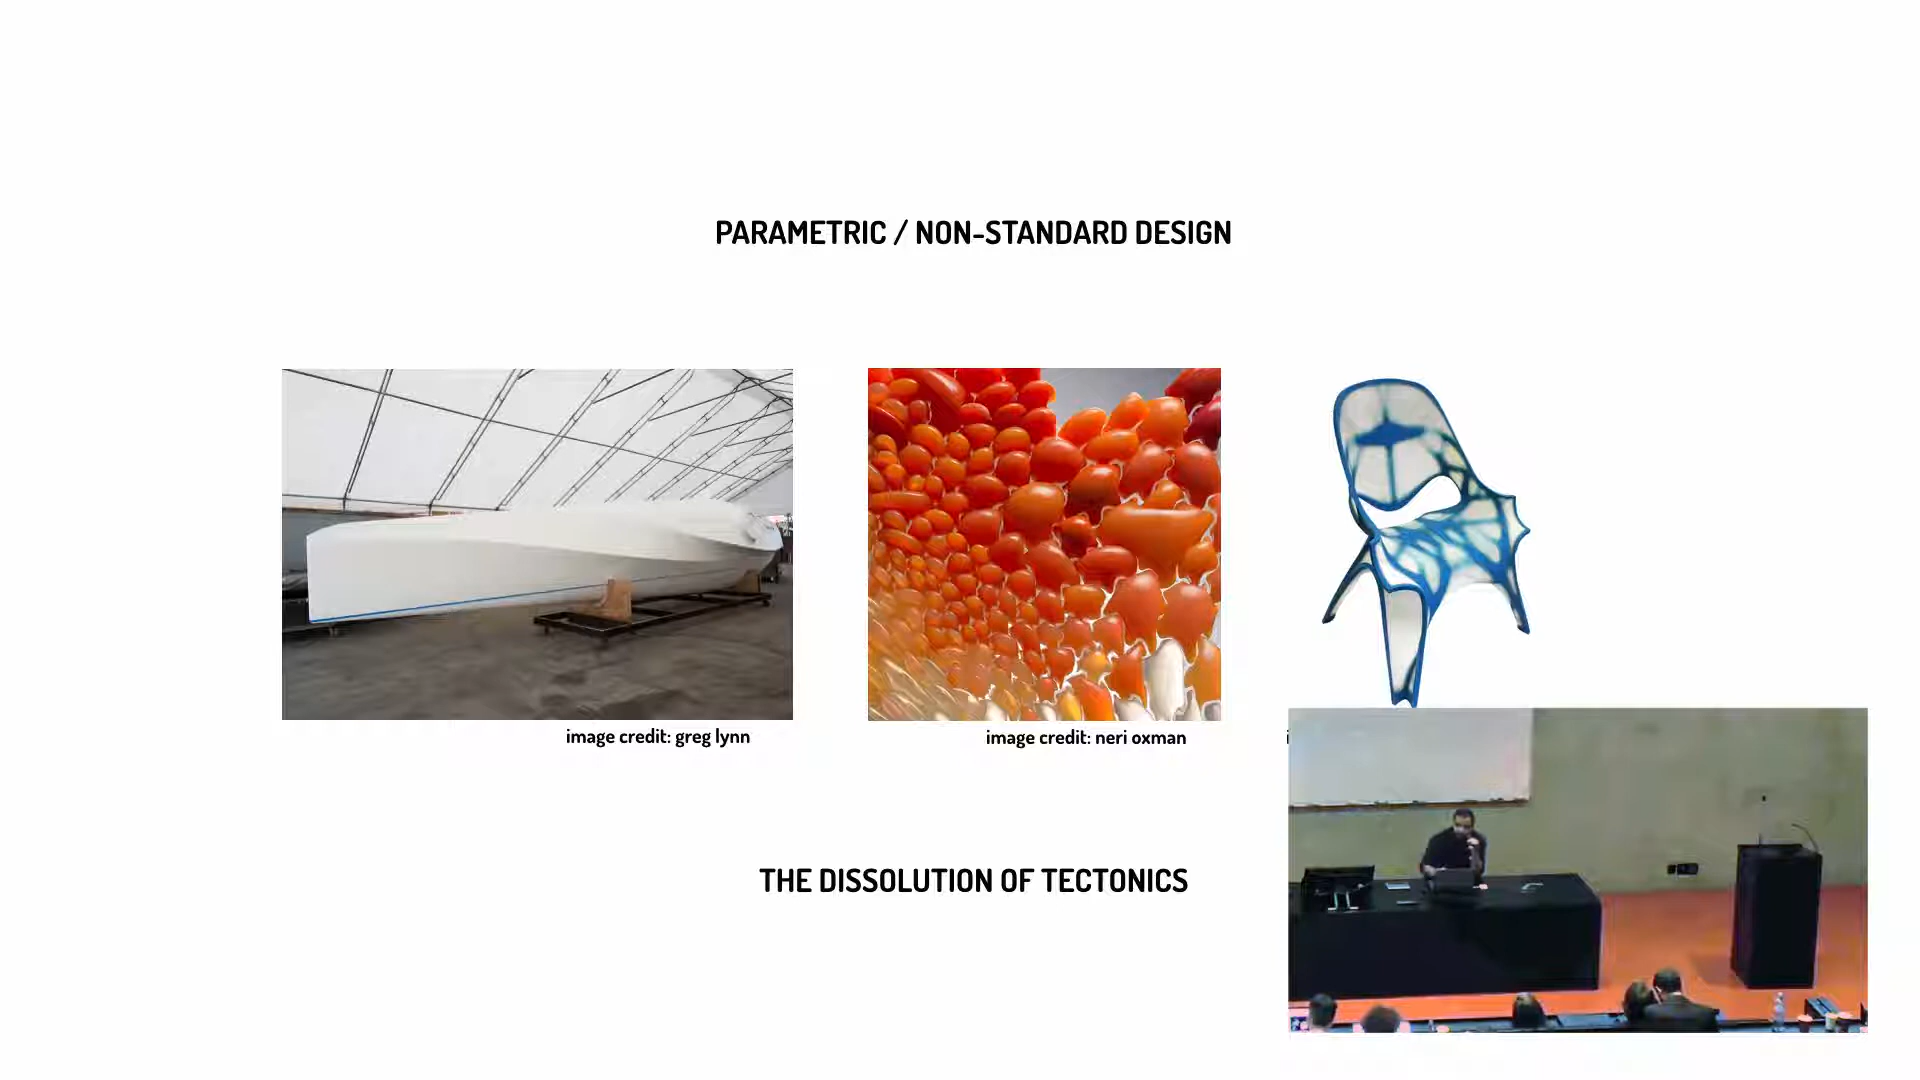 PARAMETRIC / NON-STANDARD DESIGN
image credit: greg lynn
image credit: neri oxman
THE DISSOLUTION OF TECTONICS